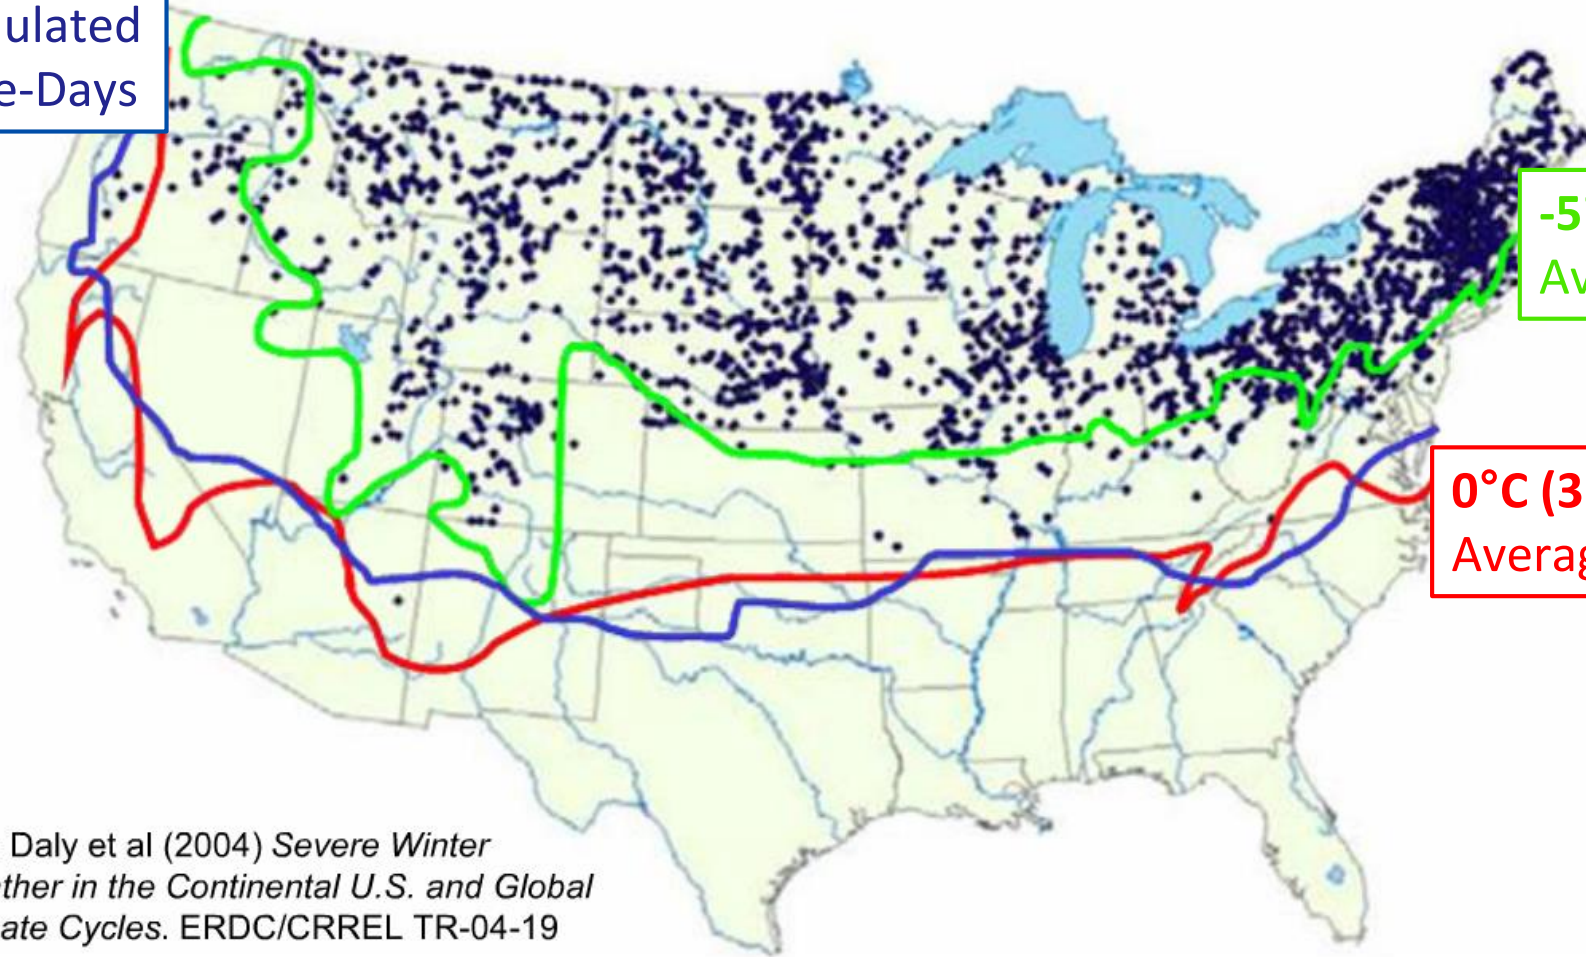 ulated
e-Days
-5°
Av
0°C (3
Averag
Daly et al (2004) Severe Winter
ther in the Continental U.S. and Global
ate Cycles. ERDC/CRREL TR-04-19